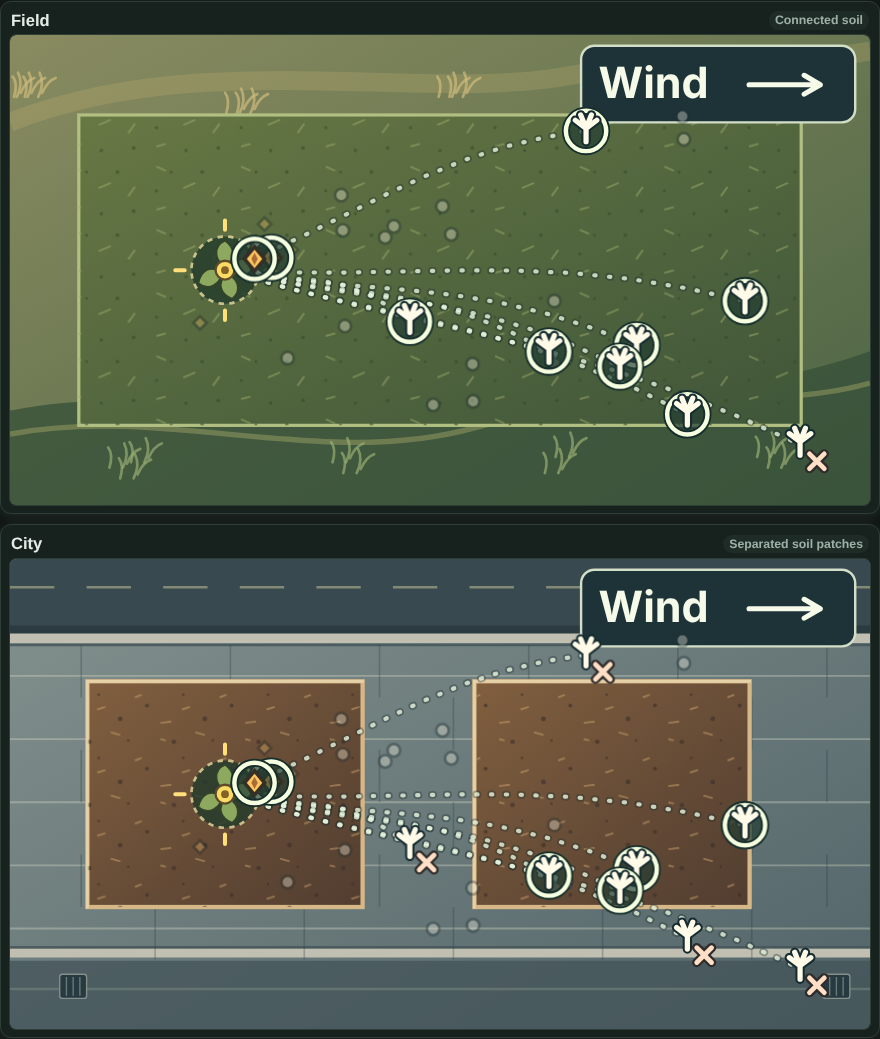 Field
Connected soil
Wind
City
Separated soil patches
Wind